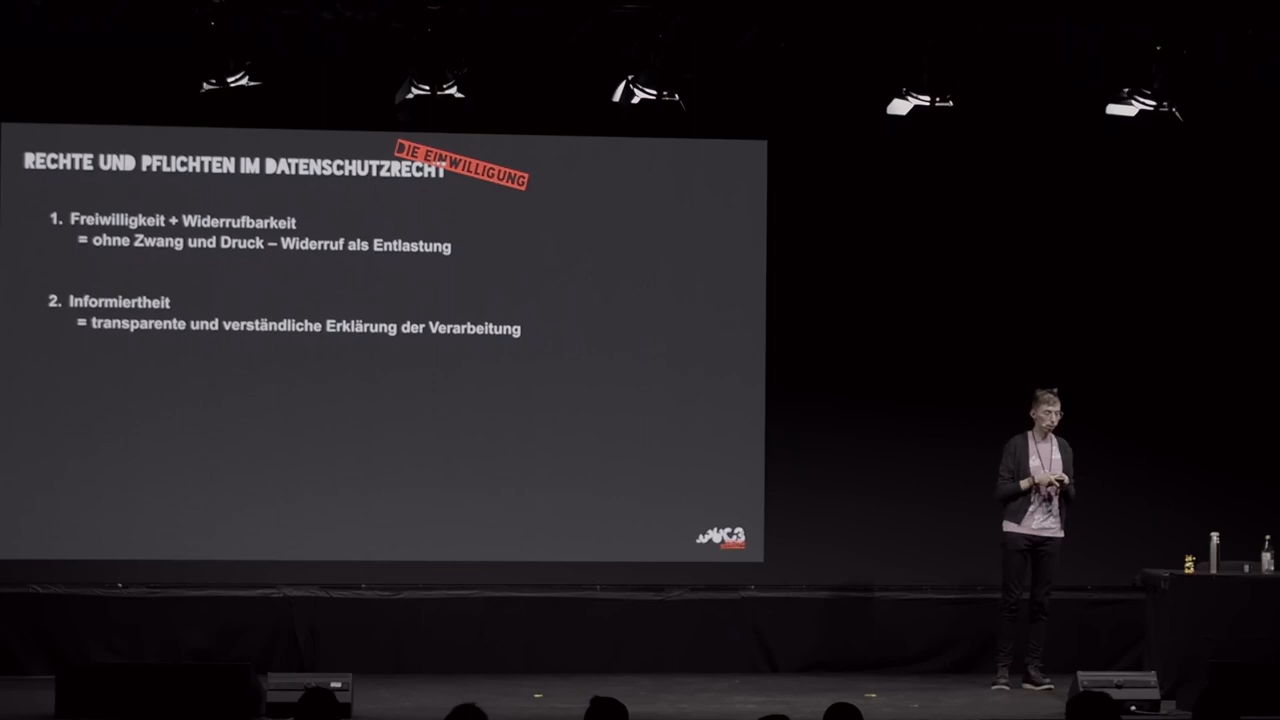 RECHTE UND PFLICHTEN IM DATENSCHUTZRECHT
DIE EINWILLIGUNG
1. Freiwilligkeit + Widerrufbarkeit
= ohne Zwang und Druck – Widerruf als Entlastung
2. Informiertheit
= transparente und verständliche Erklärung der Verarbeitung